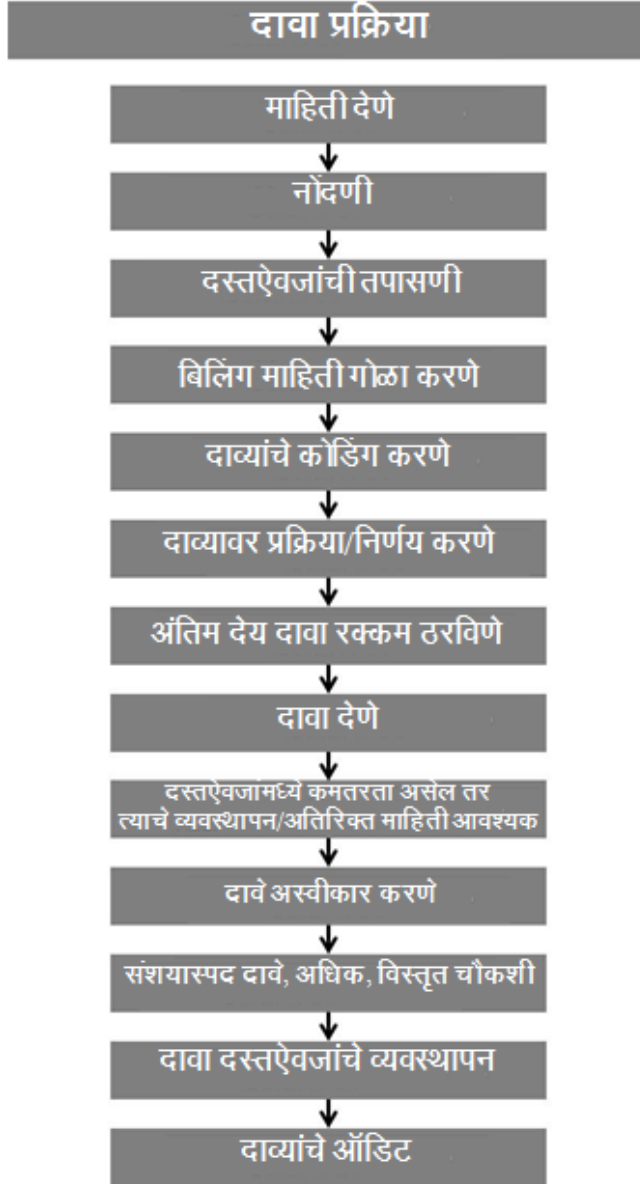 दावा प्रक्रिया
माहिती देणे
नोंदणी
दस्तऐवजांची तपासणी
बिलिंग माहिती गोळा करणे
दाव्यांचे कोडिंग करणे
दाव्यावर प्रक्रिया/निर्णय करणे
अंतिम देय दावा रक्कम ठरविणे
दावा देणे
दस्तऐवजांमध्ये कमतरता असेल तर
त्याचे व्यवस्थापन/अतिरिक्त माहिती आवश्यक
दावे अस्वीकार करणे
संशयास्पद दावे, अधिक, विस्तृत चौकशी
दावा दस्तऐवजांचे व्यवस्थापन
दाव्यांचे ऑडिट